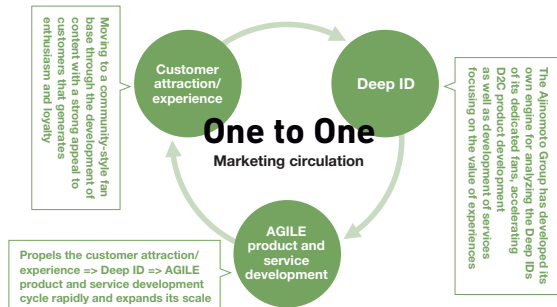 Moving to a community-style fan
base through the development of
content with a strong appeal to
customers that generates
enthusiasm and loyalty
Customer
attraction/
experience
Deep ID
The Ajinomoto Group has developed its
own engine for analyzing the Deep IDs
of its dedicated fans, accelerating
D2C product development
as well as development of services
focusing on the value of experiences
One to One
Marketing circulation
AGILE
product and
service
development
Propels the customer attraction/
experience => Deep ID => AGILE
product and service development
cycle rapidly and expands its scale